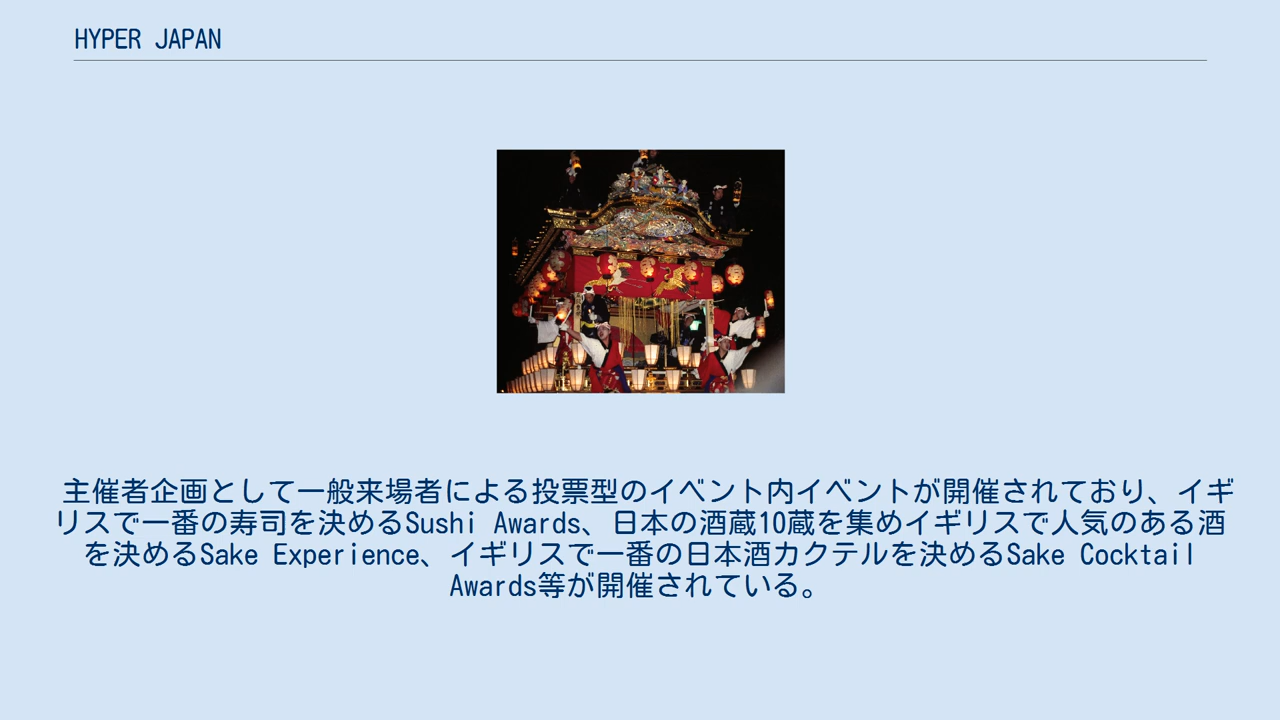 HYPER JAPAN
主催者企画として一般来場者による投票型のイベント内イベントが開催されており、イギ
リスで一番の寿司を決めるSushi Awards、日本の酒蔵10蔵を集めイギリスで人気のある酒
を決めるSake Experience、イギリスで一番の日本酒カクテルを決めるSake Cocktail
Awards等が開催されている。